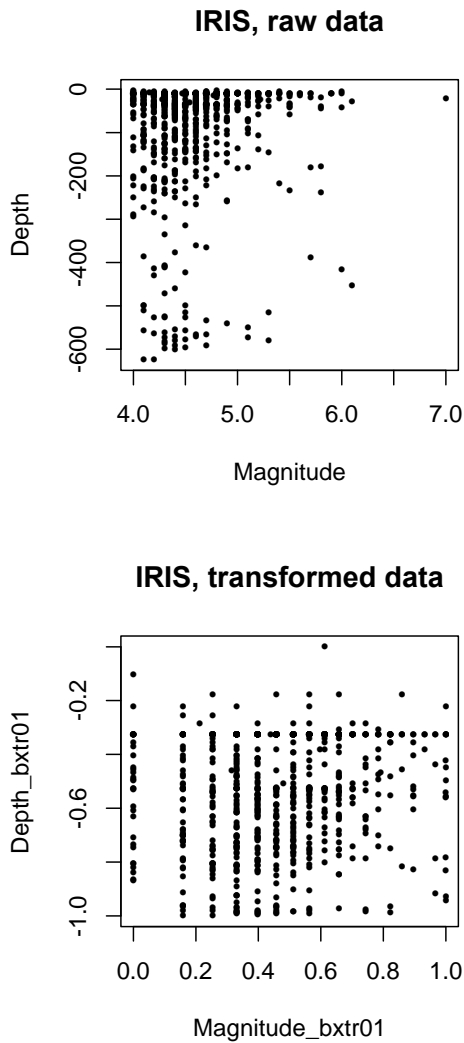 IRIS, raw data
0
-200
-400
-600
Depth
4.0 5.0 6.0 7.0
Magnitude
IRIS, transformed data
-0.2
-0.6
-1.0
Depth_bxtr01
0.0 0.2 0.4 0.6 0.8 1.0
Magnitude_bxtr01